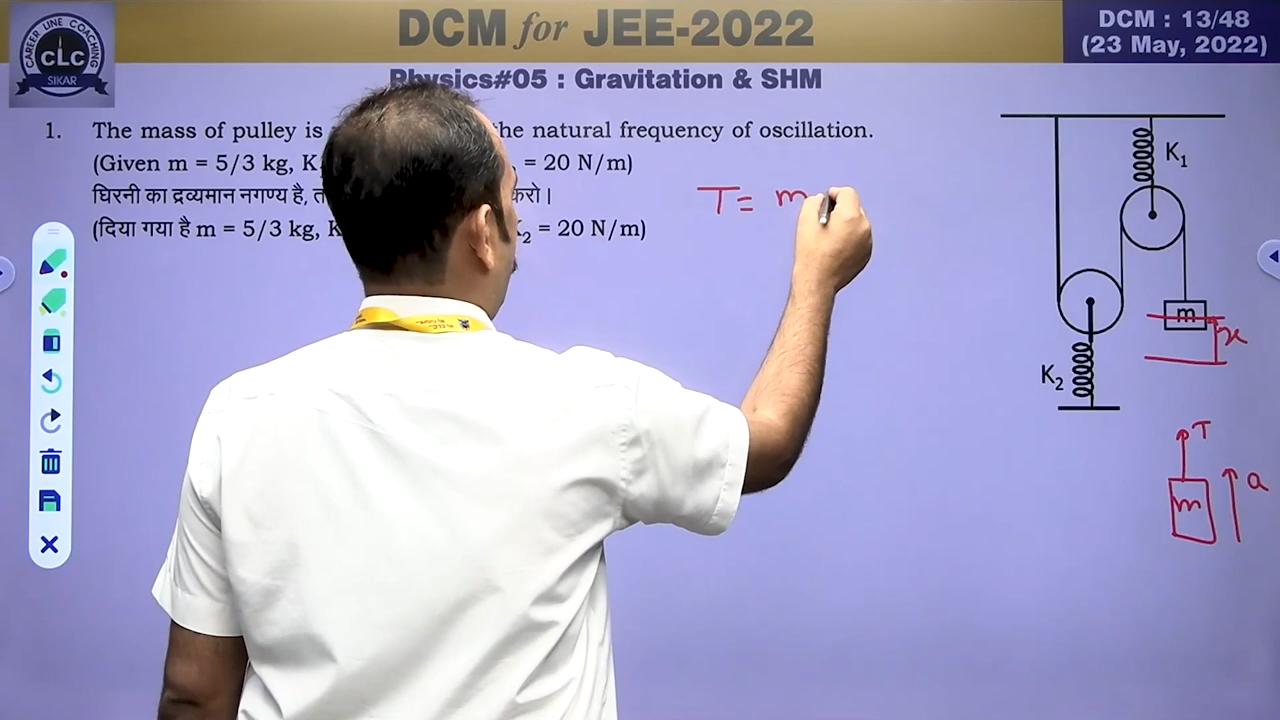 CAREER LINE COACHING
CLC
SIKAR
DCM for JEE-2022
DCM : 13/48
(23 May, 2022)
Physics#05 : Gravitation & SHM
1. The mass of pulley is the natural frequency of oscillation.
(Given m = 5/3 kg, K = 20 N/m)
घिरनी का द्रव्यमान नगण्य है, करो।
(दिया गया है m = 5/3 kg, K 2 = 20 N/m)
T = m
K1
m
x
K2
T
m
a